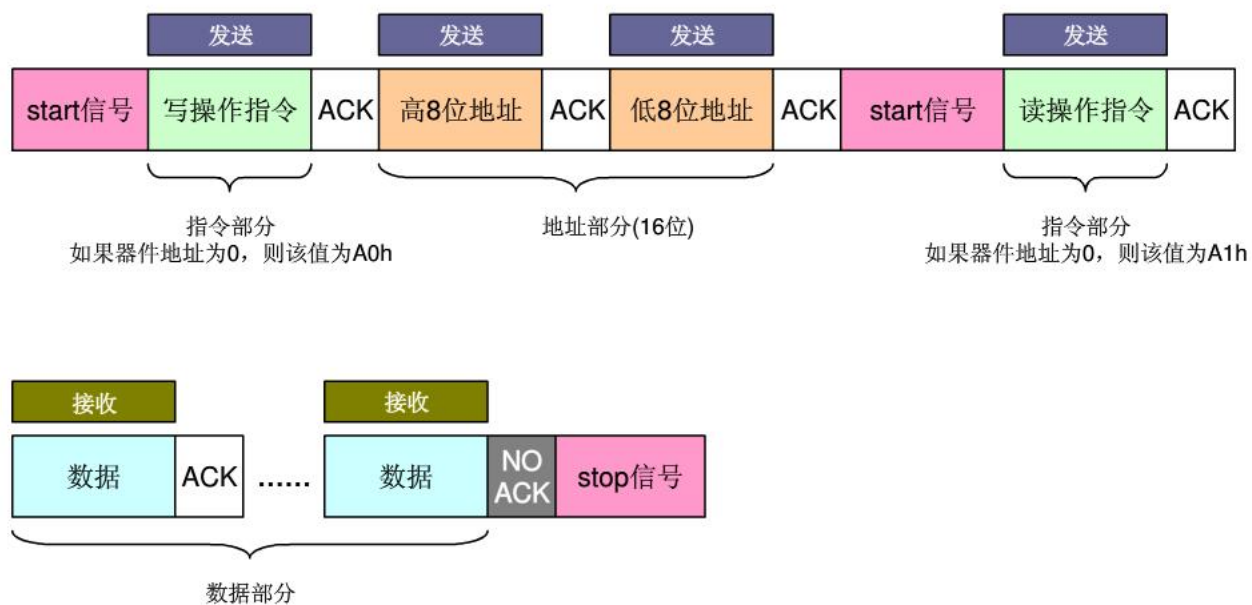 发送 发送 发送 发送
start信号 写操作指令 ACK 高8位地址 ACK 低8位地址 ACK start信号 读操作指令 ACK
指令部分 地址部分(16位) 指令部分
如果器件地址为0，则该值为A0h 如果器件地址为0，则该值为A1h
接收 接收
数据 ACK …… 数据 NO ACK stop信号
数据部分